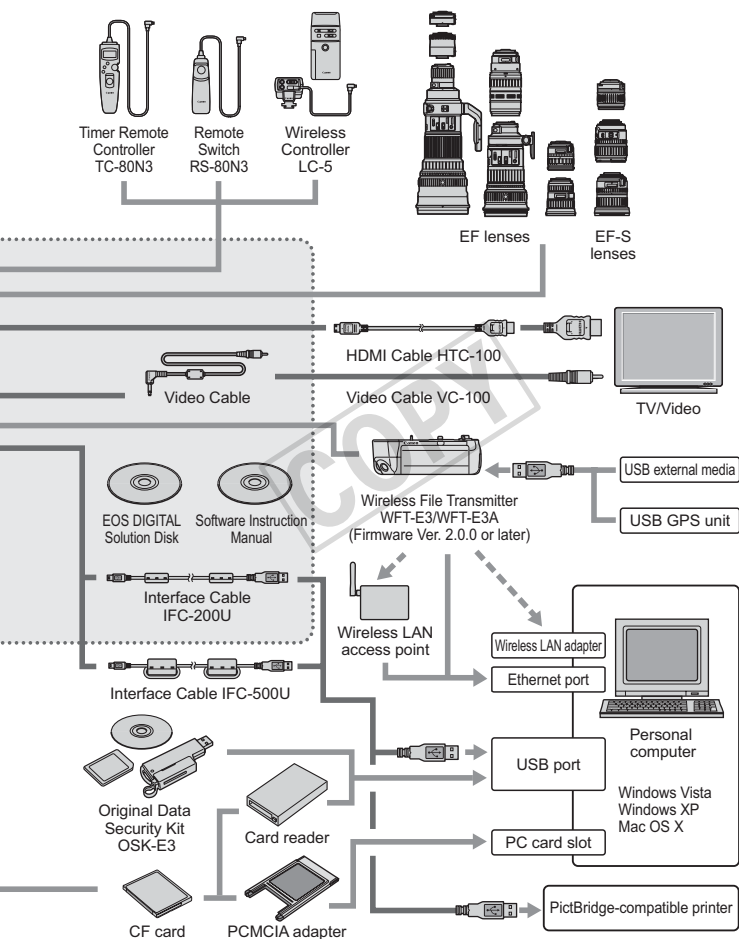 Timer Remote
Controller
TC-80N3
Remote
Switch
RS-80N3
Wireless
Controller
LC-5
EF lenses
EF-S
lenses
HDMI Cable HTC-100
Video Cable
Video Cable VC-100
TV/Video
COPY
EOS DIGITAL
Solution Disk
Software Instruction
Manual
Wireless File Transmitter
WFT-E3/WFT-E3A
(Firmware Ver. 2.0.0 or later)
USB external media
USB GPS unit
Interface Cable
IFC-200U
Wireless LAN
access point
Wireless LAN adapter
Ethernet port
Interface Cable IFC-500U
Personal
computer
USB port
Windows Vista
Windows XP
Mac OS X
Original Data
Security Kit
OSK-E3
Card reader
PC card slot
CF card
PCMCIA adapter
PictBridge-compatible printer